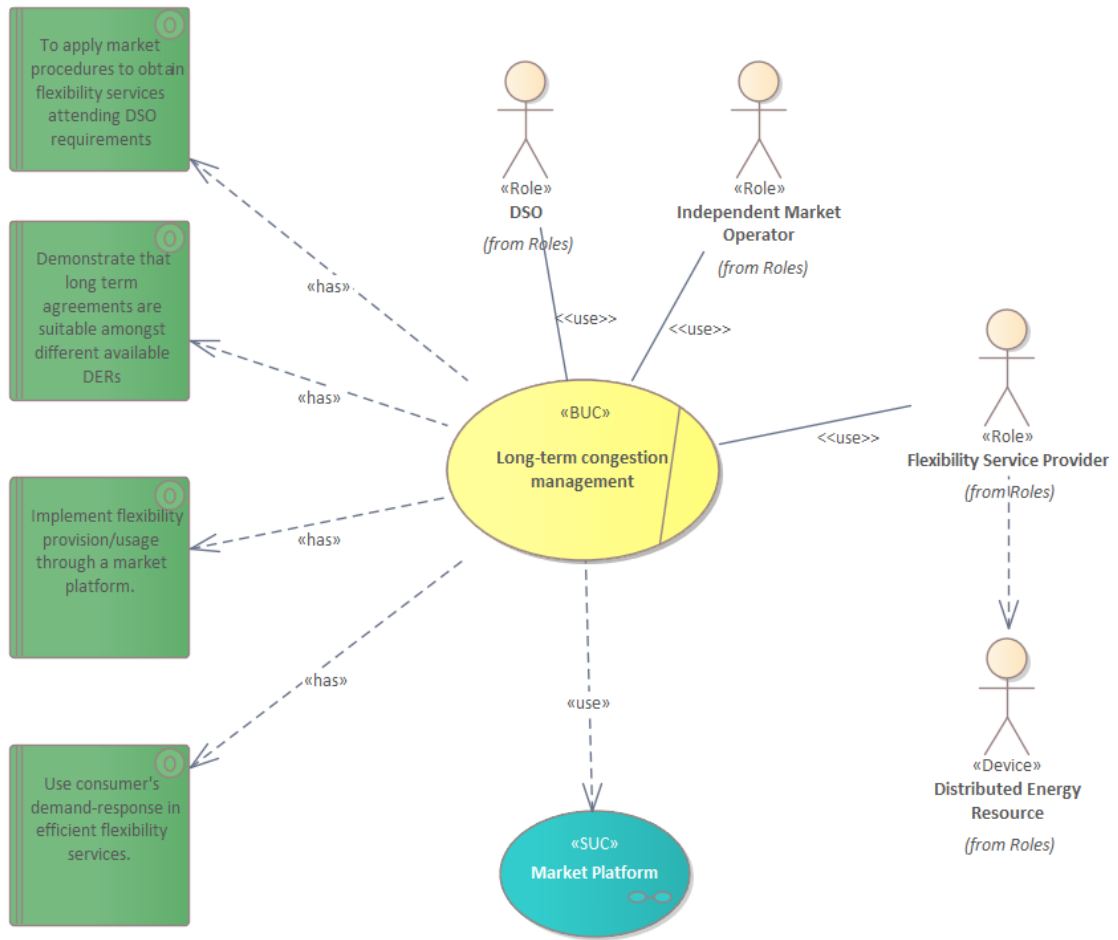 O
To apply market
procedures to obtain
flexibility services
attending DSO
requirements
O
Demonstrate that
long term
agreements are
suitable amongst
different available
DERs
O
Implement flexibility
provision/usage
through a market
platform.
O
Use consumer's
demand-response in
efficient flexibility
services.
«has»
«has»
«has»
«has»
«Role»
DSO
(from Roles)
«Role»
Independent Market
Operator
(from Roles)
<<use>>
<<use>>
<<use>>
«BUC»
Long-term congestion
management
«Role»
Flexibility Service Provider
(from Roles)
«use»
«SUC»
Market Platform
«Device»
Distributed Energy
Resource
(from Roles)